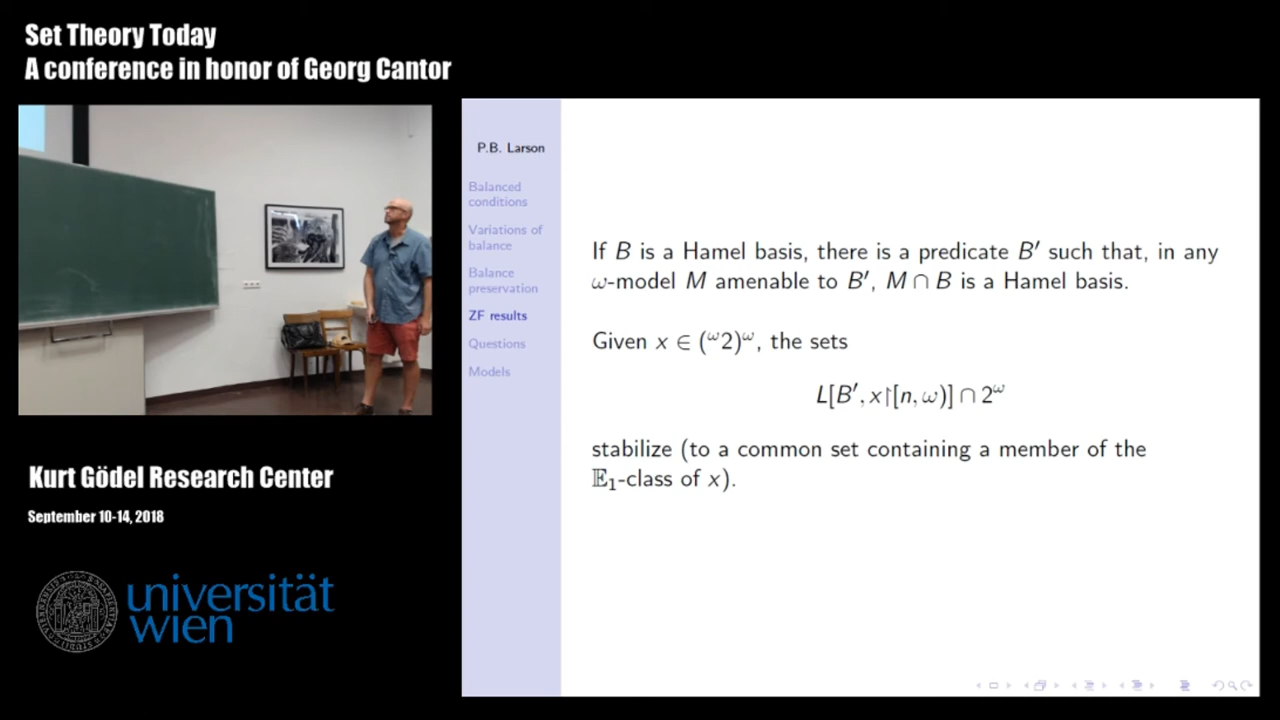 Set Theory Today
A conference in honor of Georg Cantor
P.B. Larson
Balanced
conditions
Variations of
balance
Balance
preservation
ZF results
Questions
Models
If B is a Hamel basis, there is a predicate B′ such that, in any
ω-model M amenable to B′, M ∩ B is a Hamel basis.
Given x ∈ (ω2)ω, the sets
L[B′, x↾[n, ω)] ∩ 2ω
stabilize (to a common set containing a member of the
𝔼₁-class of x).
Kurt Gödel Research Center
September 10-14, 2018
universität
wien